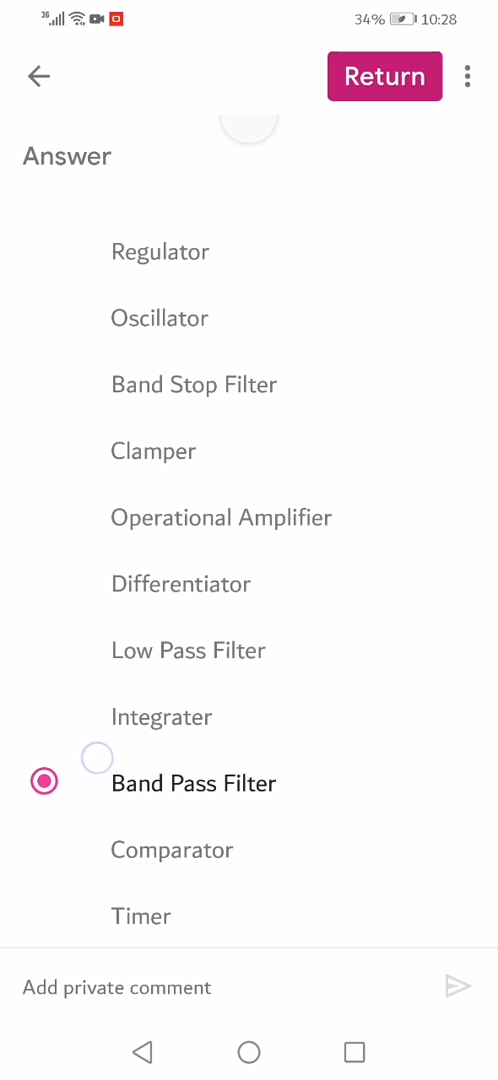 3G 34% 10:28
Return
Answer
Regulator
Oscillator
Band Stop Filter
Clamper
Operational Amplifier
Differentiator
Low Pass Filter
Integrater
Band Pass Filter
Comparator
Timer
Add private comment